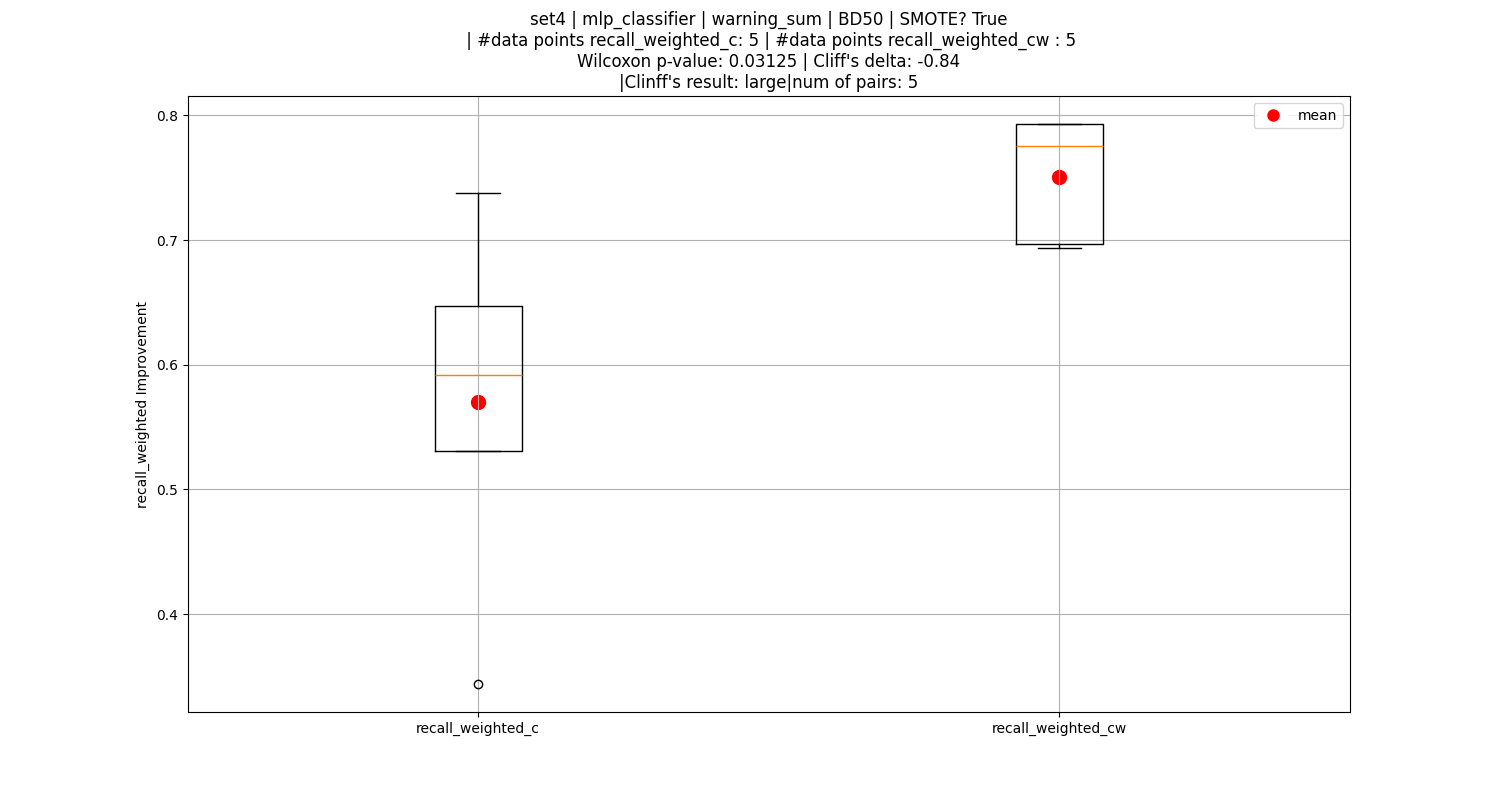 set4 | mlp_classifier | warning_sum | BD50 | SMOTE? True
| #data points recall_weighted_c: 5 | #data points recall_weighted_cw : 5
Wilcoxon p-value: 0.03125 | Cliff's delta: -0.84
|Clinff's result: large|num of pairs: 5
mean
0.8
0.7
0.6
0.5
0.4
recall_weighted Improvement
recall_weighted_c
recall_weighted_cw